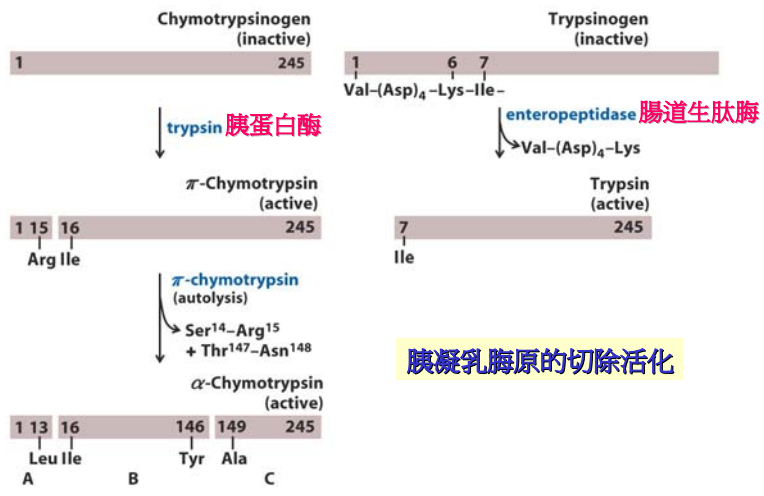 Chymotrypsinogen
(inactive)
1 245
trypsin 胰蛋白酶
π-Chymotrypsin
(active)
1 15 16 245
Arg Ile
π-chymotrypsin
(autolysis)
Ser¹⁴–Arg¹⁵
+ Thr¹⁴⁷–Asn¹⁴⁸
α-Chymotrypsin
(active)
1 13 16 146 149 245
Leu Ile Tyr Ala
A B C
Trypsinogen
(inactive)
1 6 7
Val–(Asp)₄–Lys–Ile–
enteropeptidase 腸道生肽脢
Val–(Asp)₄–Lys
Trypsin
(active)
7 245
Ile
胰凝乳脢原的切除活化